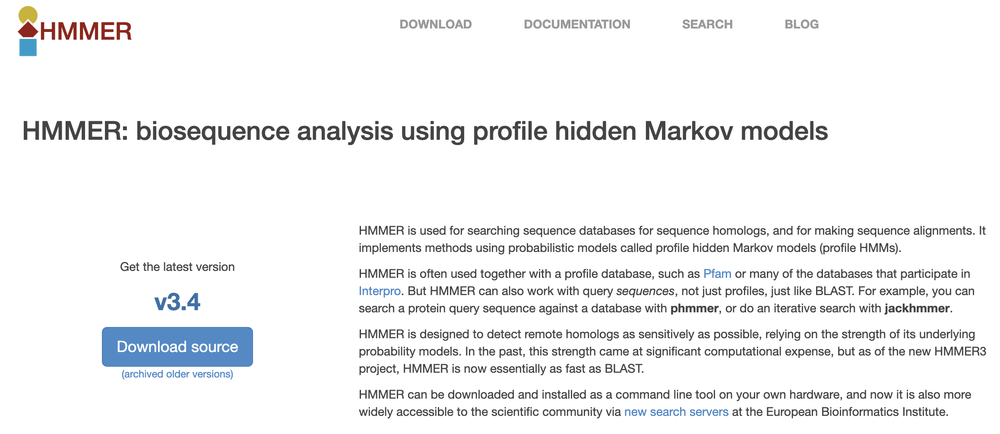 HMMER
DOWNLOAD
DOCUMENTATION
SEARCH
BLOG
HMMER: biosequence analysis using profile hidden Markov models
Get the latest version
v3.4
Download source
(archived older versions)
HMMER is used for searching sequence databases for sequence homologs, and for making sequence alignments. It
implements methods using probabilistic models called profile hidden Markov models (profile HMMs).
HMMER is often used together with a profile database, such as Pfam or many of the databases that participate in
Interpro. But HMMER can also work with query sequences, not just profiles, just like BLAST. For example, you can
search a protein query sequence against a database with phmmer, or do an iterative search with jackhmmer.
HMMER is designed to detect remote homologs as sensitively as possible, relying on the strength of its underlying
probability models. In the past, this strength came at significant computational expense, but as of the new HMMER3
project, HMMER is now essentially as fast as BLAST.
HMMER can be downloaded and installed as a command line tool on your own hardware, and now it is also more
widely accessible to the scientific community via new search servers at the European Bioinformatics Institute.